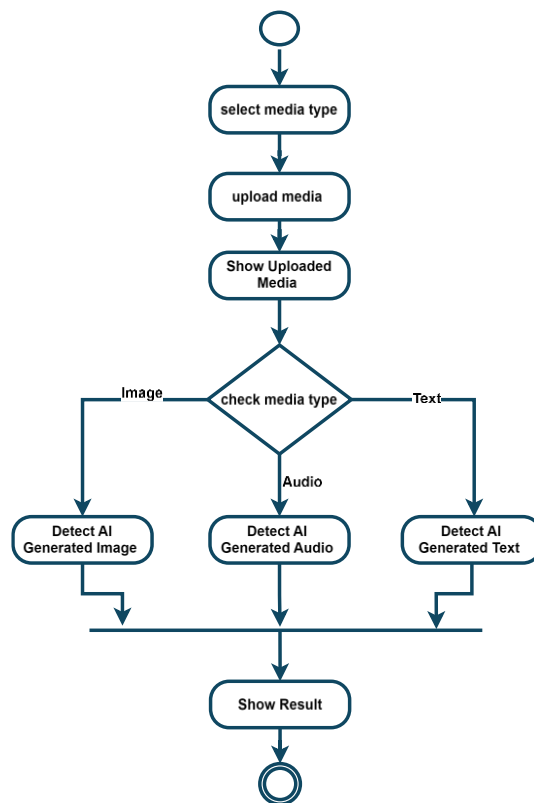 select media type
upload media
Show Uploaded
Media
check media type
Image
Text
Audio
Detect AI
Generated Image
Detect AI
Generated Audio
Detect AI
Generated Text
Show Result